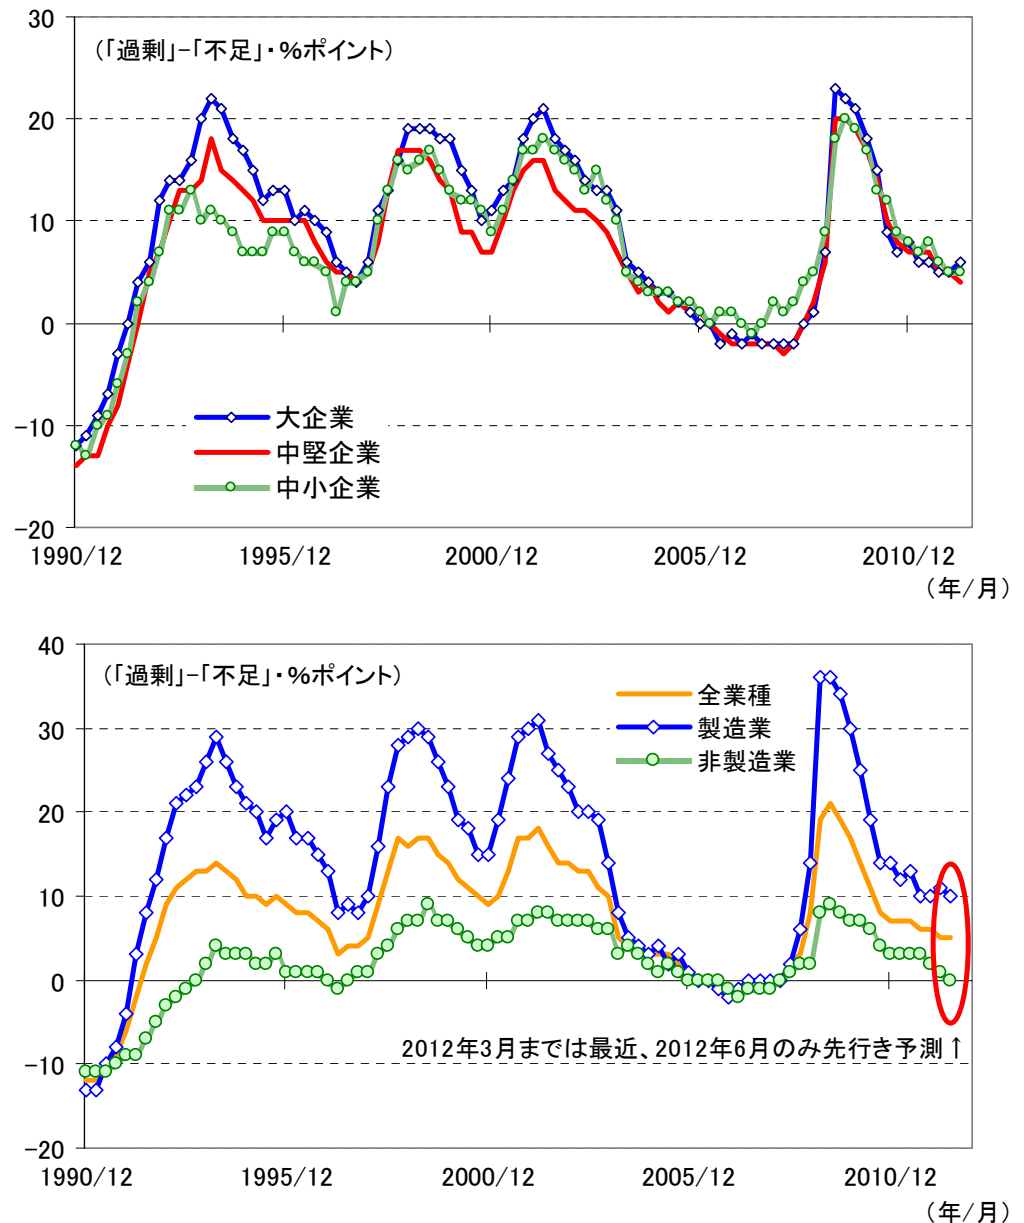 30
(「過剰」-「不足」・%ポイント)
20
10
0
-10
大企業
中堅企業
中小企業
-20
1990/12 1995/12 2000/12 2005/12 2010/12
(年/月)
40
(「過剰」-「不足」・%ポイント)
全業種
製造業
非製造業
30
20
10
0
2012年3月までは最近、2012年6月のみ先行き予測↑
-10
-20
1990/12 1995/12 2000/12 2005/12 2010/12
(年/月)